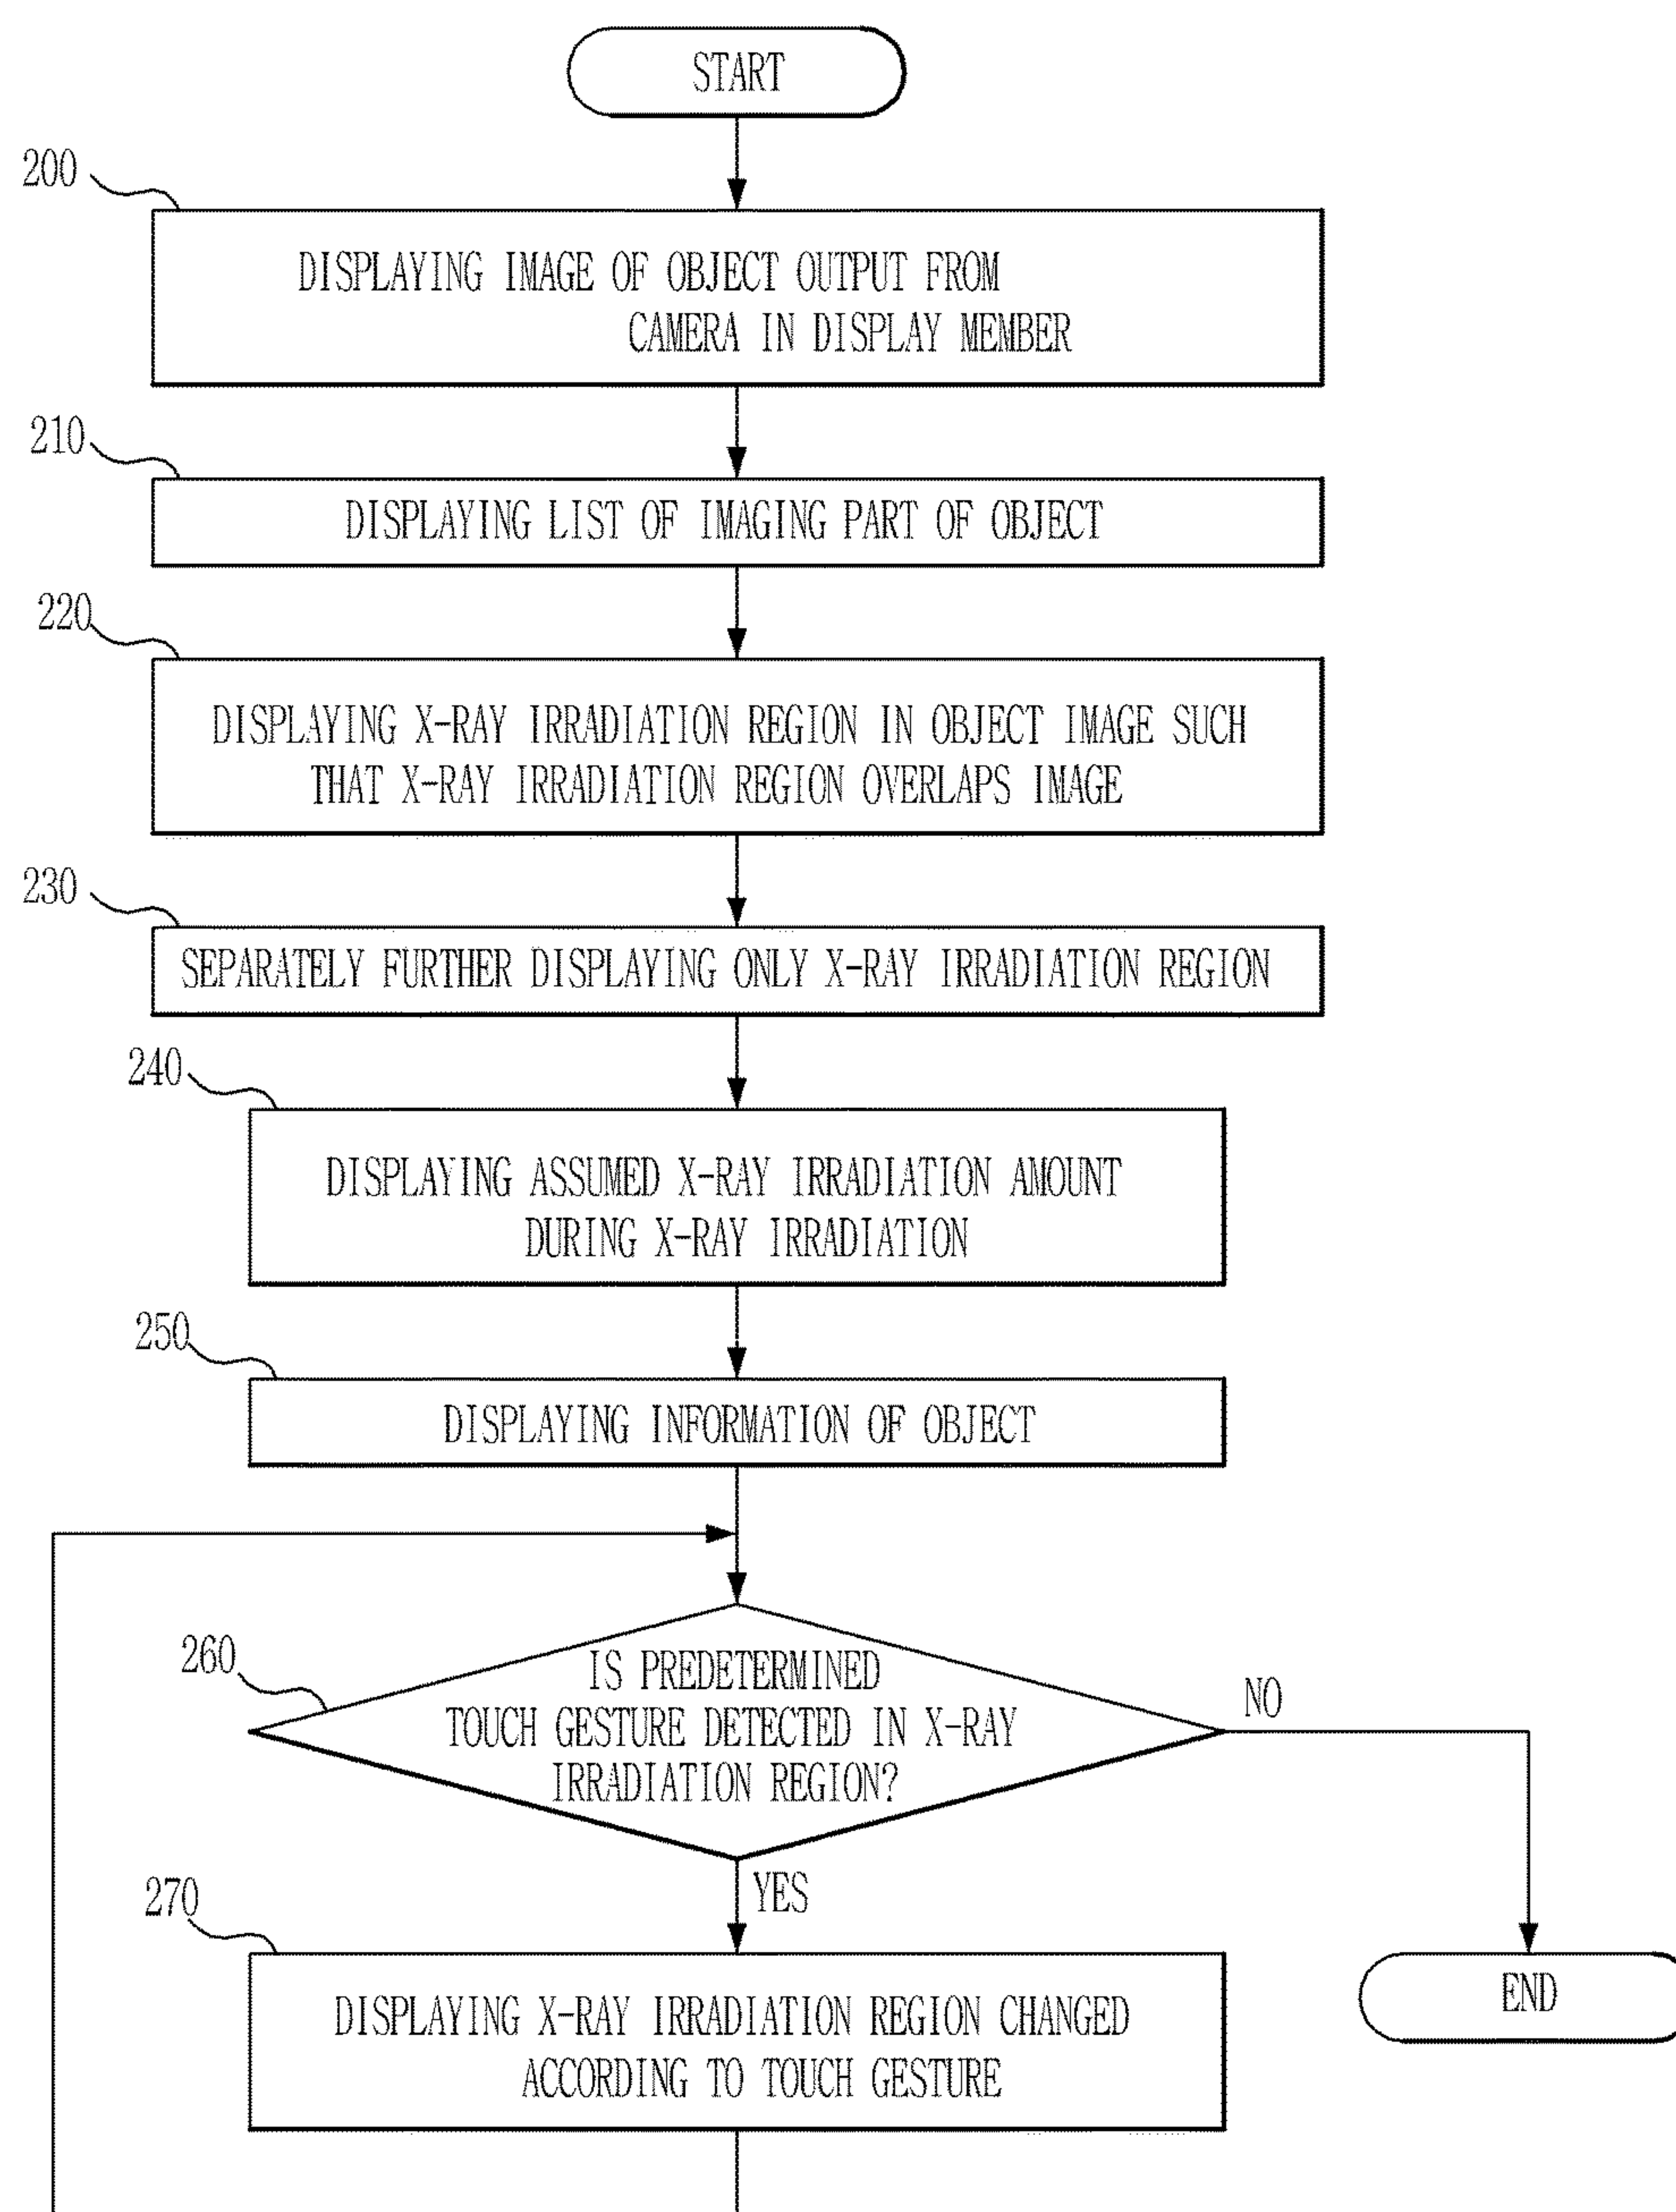 START
200
DISPLAYING IMAGE OF OBJECT OUTPUT FROM
CAMERA IN DISPLAY MEMBER
210
DISPLAYING LIST OF IMAGING PART OF OBJECT
220
DISPLAYING X-RAY IRRADIATION REGION IN OBJECT IMAGE SUCH
THAT X-RAY IRRADIATION REGION OVERLAPS IMAGE
230
SEPARATELY FURTHER DISPLAYING ONLY X-RAY IRRADIATION REGION
240
DISPLAYING ASSUMED X-RAY IRRADIATION AMOUNT
DURING X-RAY IRRADIATION
250
DISPLAYING INFORMATION OF OBJECT
260
IS PREDETERMINED
TOUCH GESTURE DETECTED IN X-RAY
IRRADIATION REGION?
NO
YES
270
DISPLAYING X-RAY IRRADIATION REGION CHANGED
ACCORDING TO TOUCH GESTURE
END